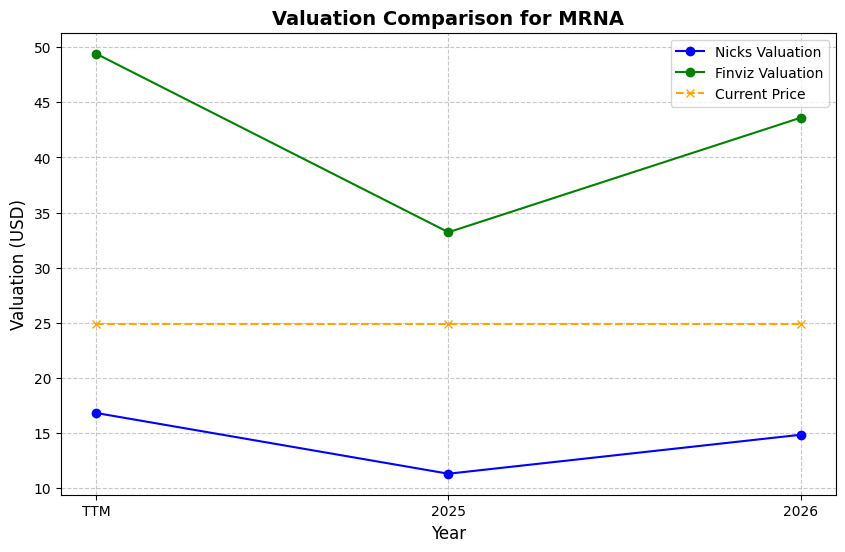 Valuation Comparison for MRNA
Nicks Valuation
Finviz Valuation
Current Price
Valuation (USD)
50
45
40
35
30
25
20
15
10
TTM
2025
2026
Year